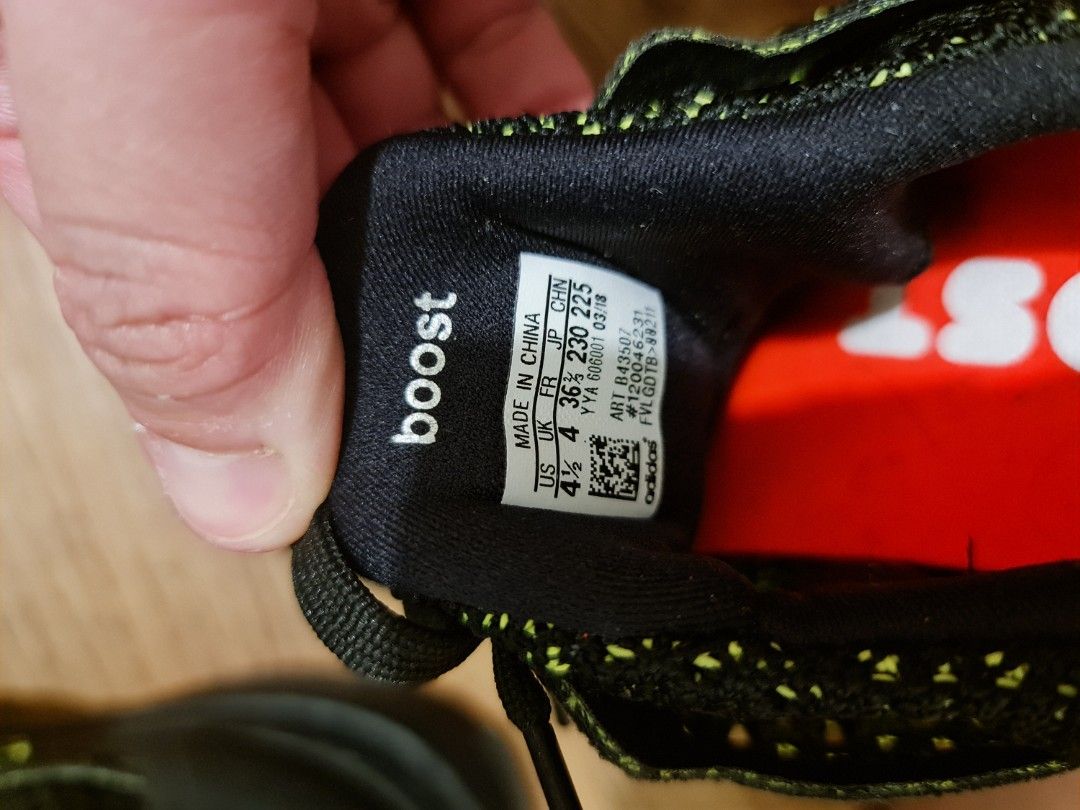 boost
MADE IN CHINA
US UK FR JP CHN
4½ 4 36⅔ 230 225
YYA 606001 03/18
ART B43507
#120046231
adidas
OST